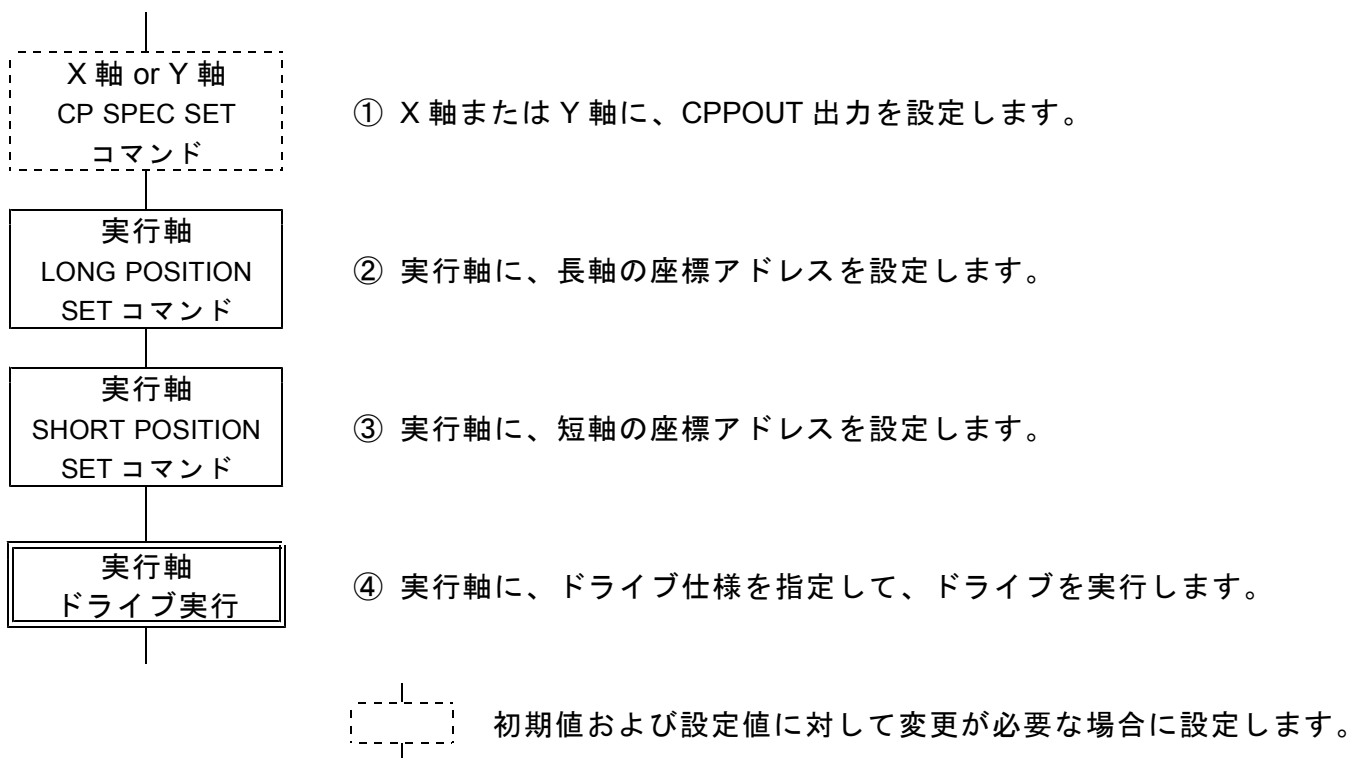 X 軸 or Y 軸
CP SPEC SET
コマンド
① X 軸または Y 軸に、CPPOUT 出力を設定します。
実行軸
LONG POSITION
SET コマンド
② 実行軸に、長軸の座標アドレスを設定します。
実行軸
SHORT POSITION
SET コマンド
③ 実行軸に、短軸の座標アドレスを設定します。
実行軸
ドライブ実行
④ 実行軸に、ドライブ仕様を指定して、ドライブを実行します。
初期値および設定値に対して変更が必要な場合に設定します。